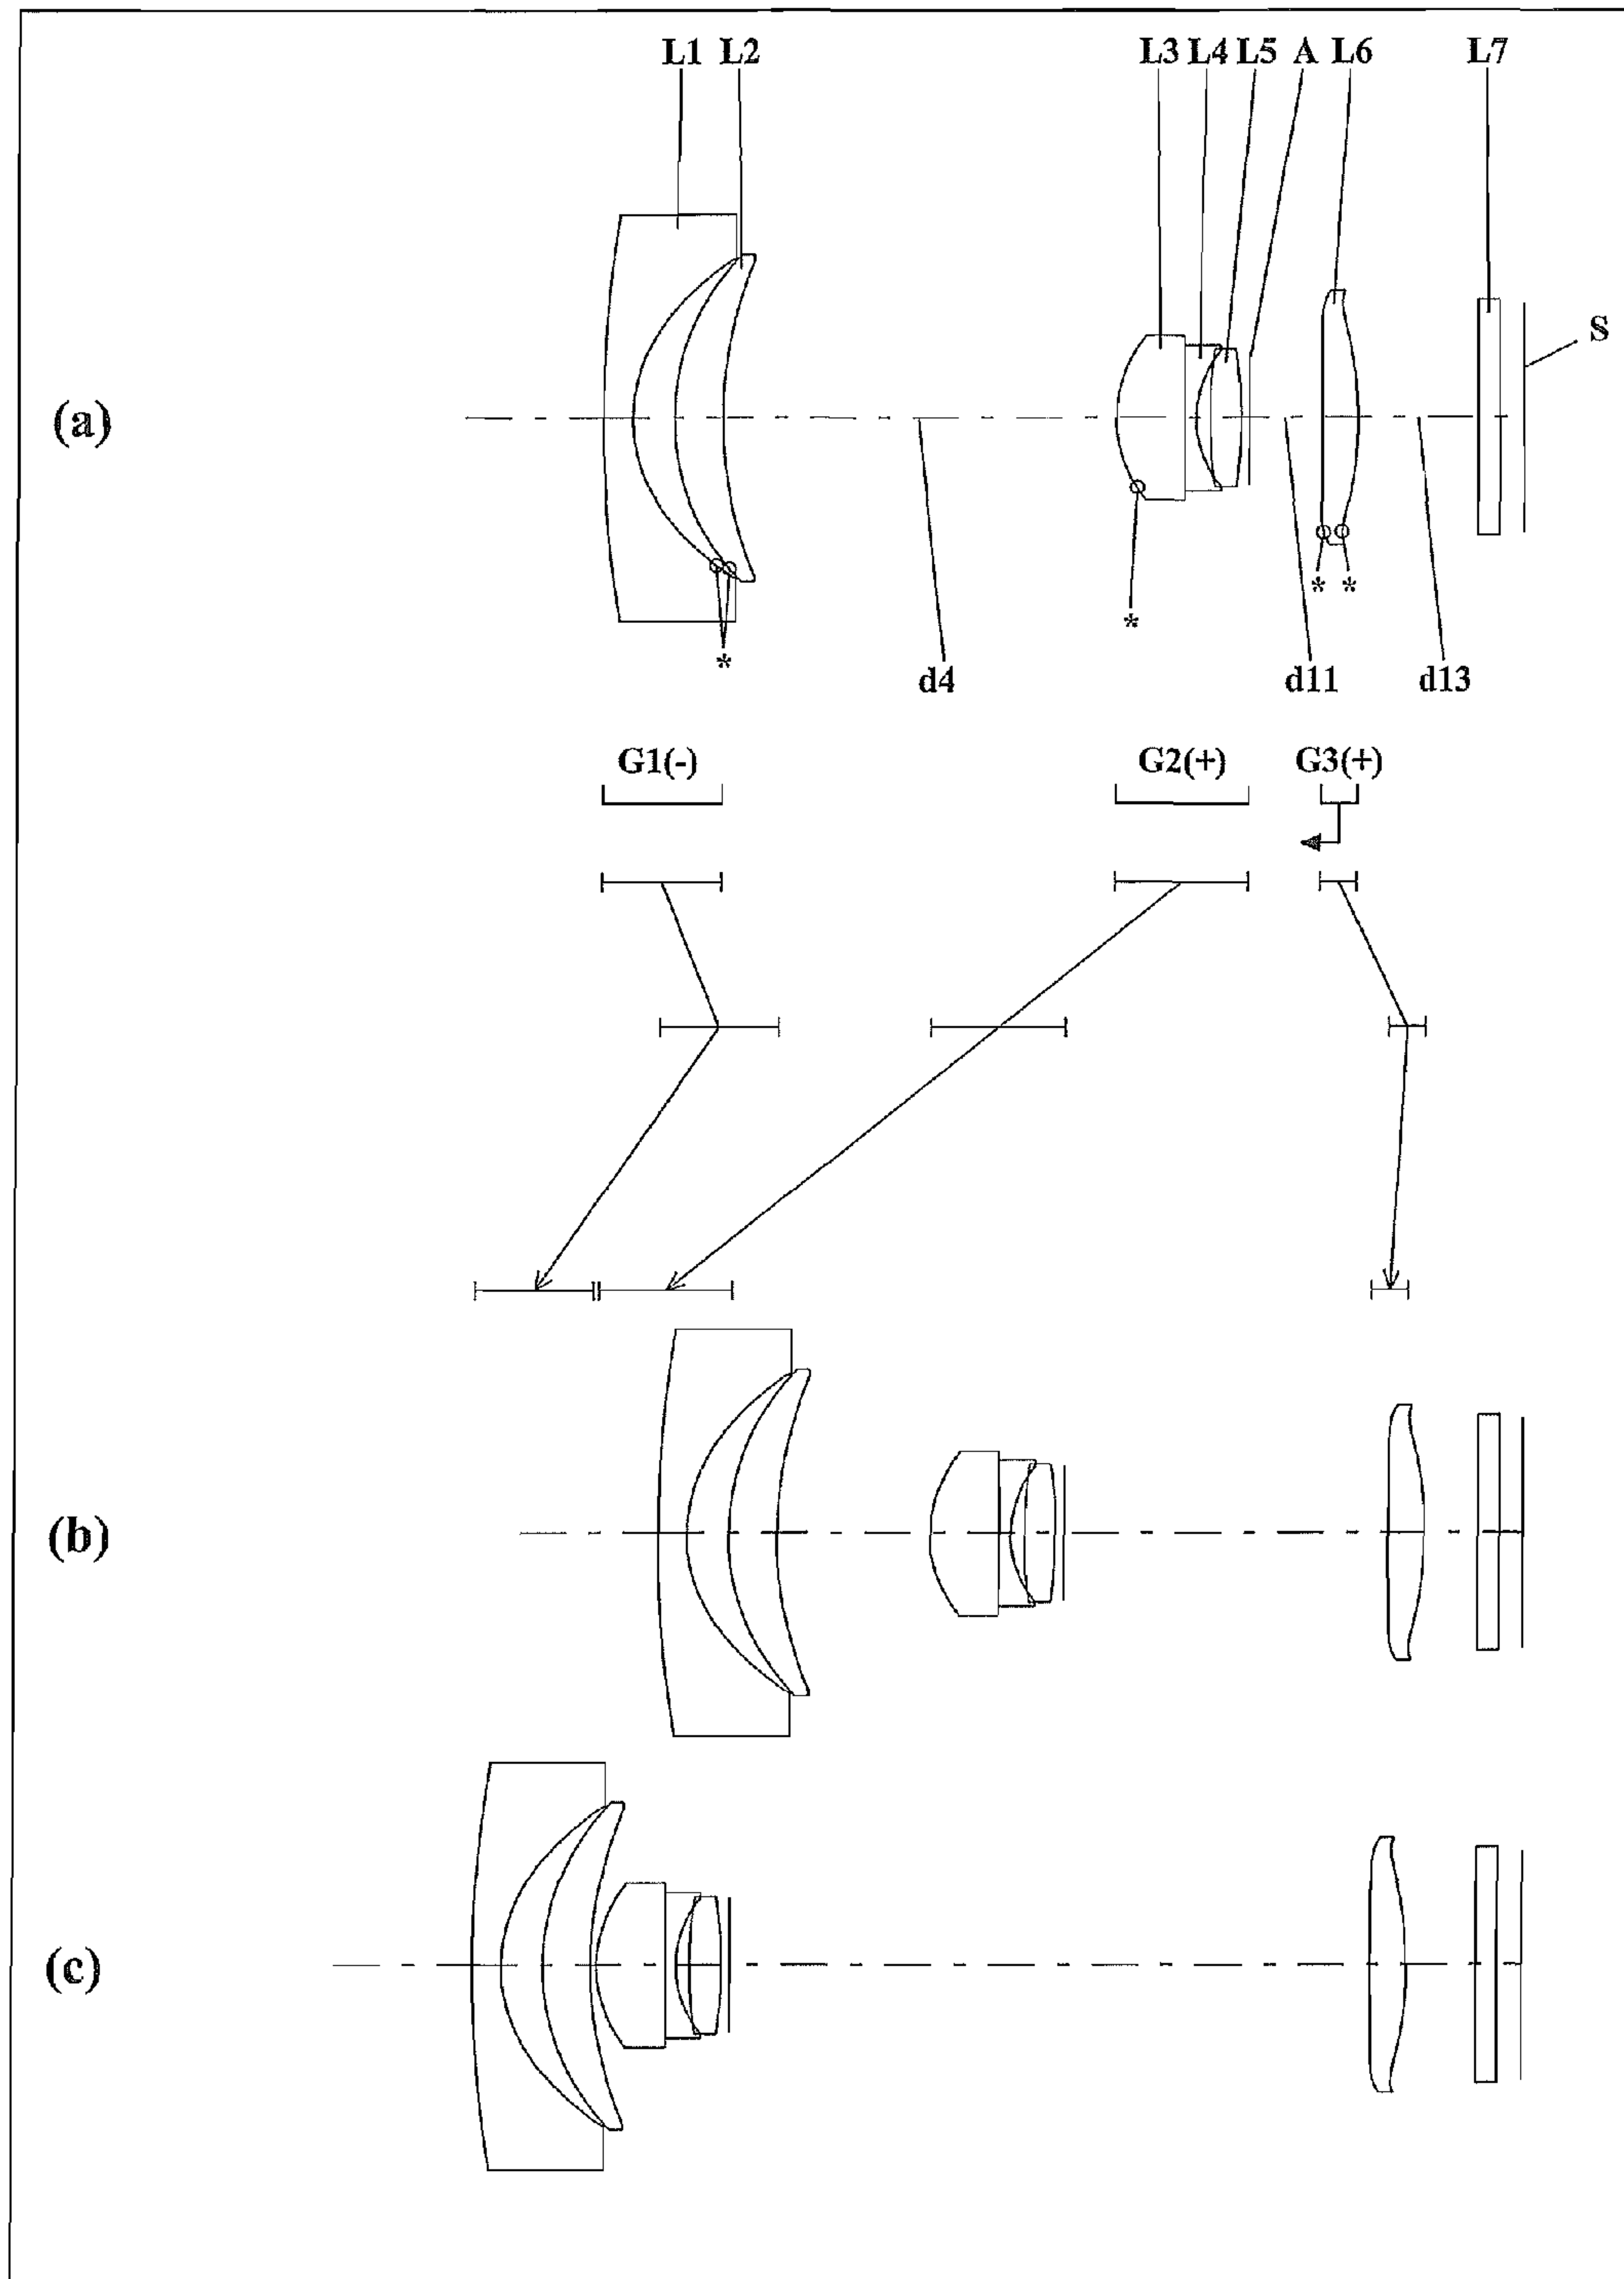 L1 L2 L3 L4 L5 A L6 L7
S
(a)
* *
*
*
d4 d11 d13
G1(-) G2(+) G3(+)
(b)
(c)